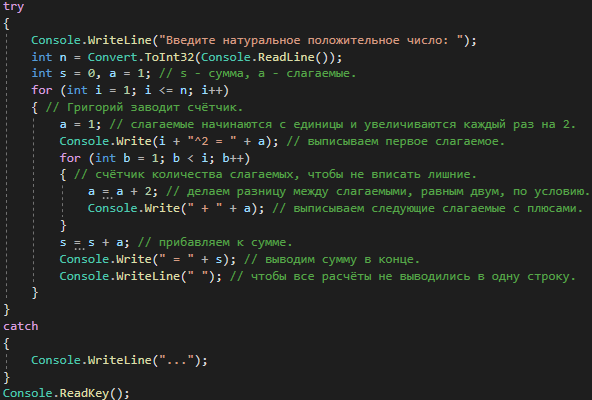 try
{
Console.WriteLine("Введите натуральное положительное число: ");
int n = Convert.ToInt32(Console.ReadLine());
int s = 0, a = 1; // s - сумма, a - слагаемые.
for (int i = 1; i <= n; i++)
{ // Григорий заводит счётчик.
a = 1; // слагаемые начинаются с единицы и увеличиваются каждый раз на 2.
Console.Write(i + "^2 = " + a); // выписываем первое слагаемое.
for (int b = 1; b < i; b++)
{ // счётчик количества слагаемых, чтобы не вписать лишние.
a = a + 2; // делаем разницу между слагаемыми, равным двум, по условию.
Console.Write(" + " + a); // выписываем следующие слагаемые с плюсами.
}
s = s + a; // прибавляем к сумме.
Console.Write(" = " + s); // выводим сумму в конце.
Console.WriteLine(" "); // чтобы все расчёты не выводились в одну строку.
}
}
catch
{
Console.WriteLine("...");
}
Console.ReadKey();